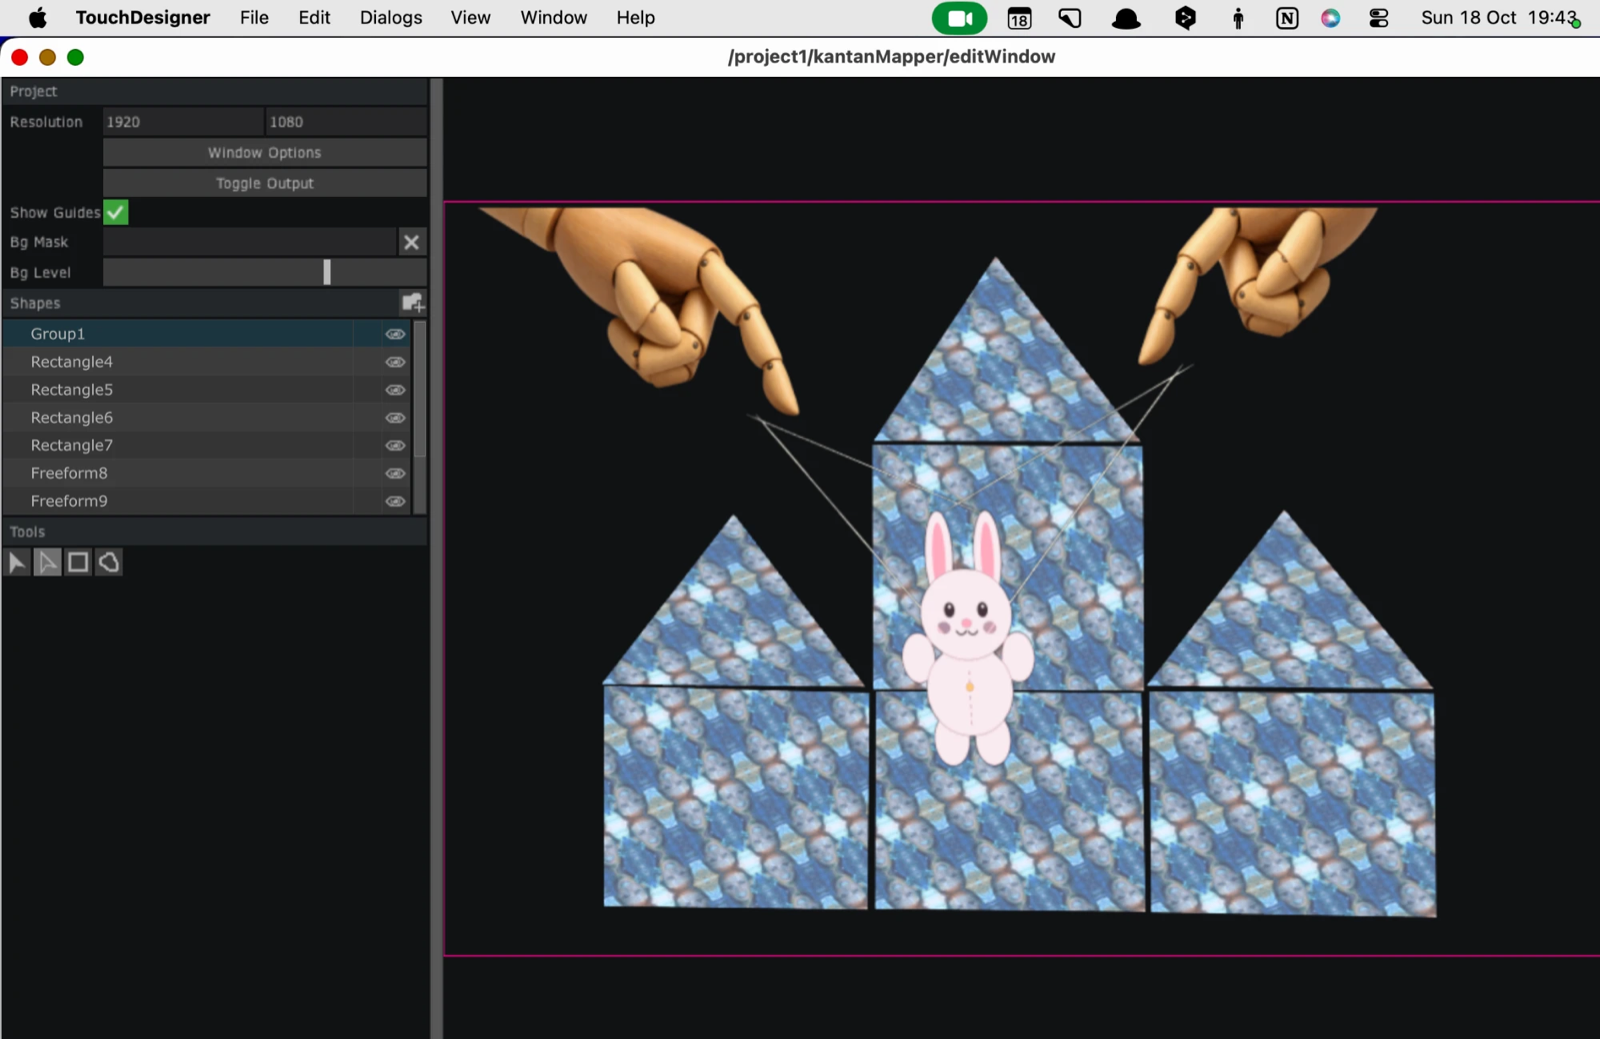 TouchDesigner File Edit Dialogs View Window Help 18 N Sun 18 Oct 19:43
/project1/kantanMapper/editWindow
Project
Resolution 1920 1080
Window Options
Toggle Output
Show Guides
Bg Mask
Bg Level
Shapes
Group1
Rectangle4
Rectangle5
Rectangle6
Rectangle7
Freeform8
Freeform9
Tools